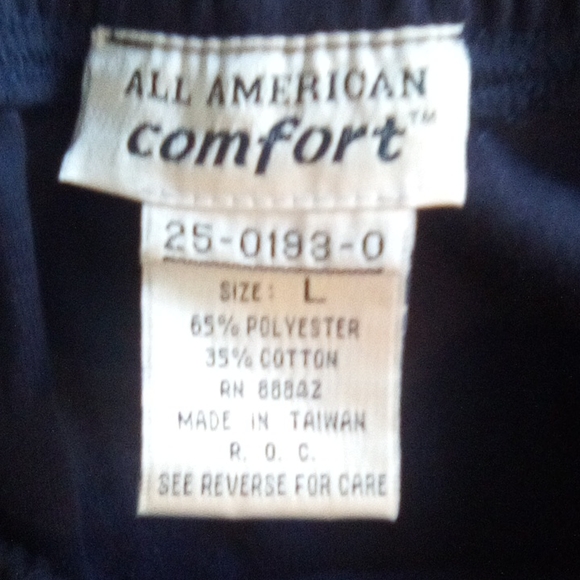 ALL AMERICAN
comfort™
25-0193-0
SIZE: L
65% POLYESTER
35% COTTON
RN
MADE IN TAIWAN
R. O. C.
SEE REVERSE FOR CARE